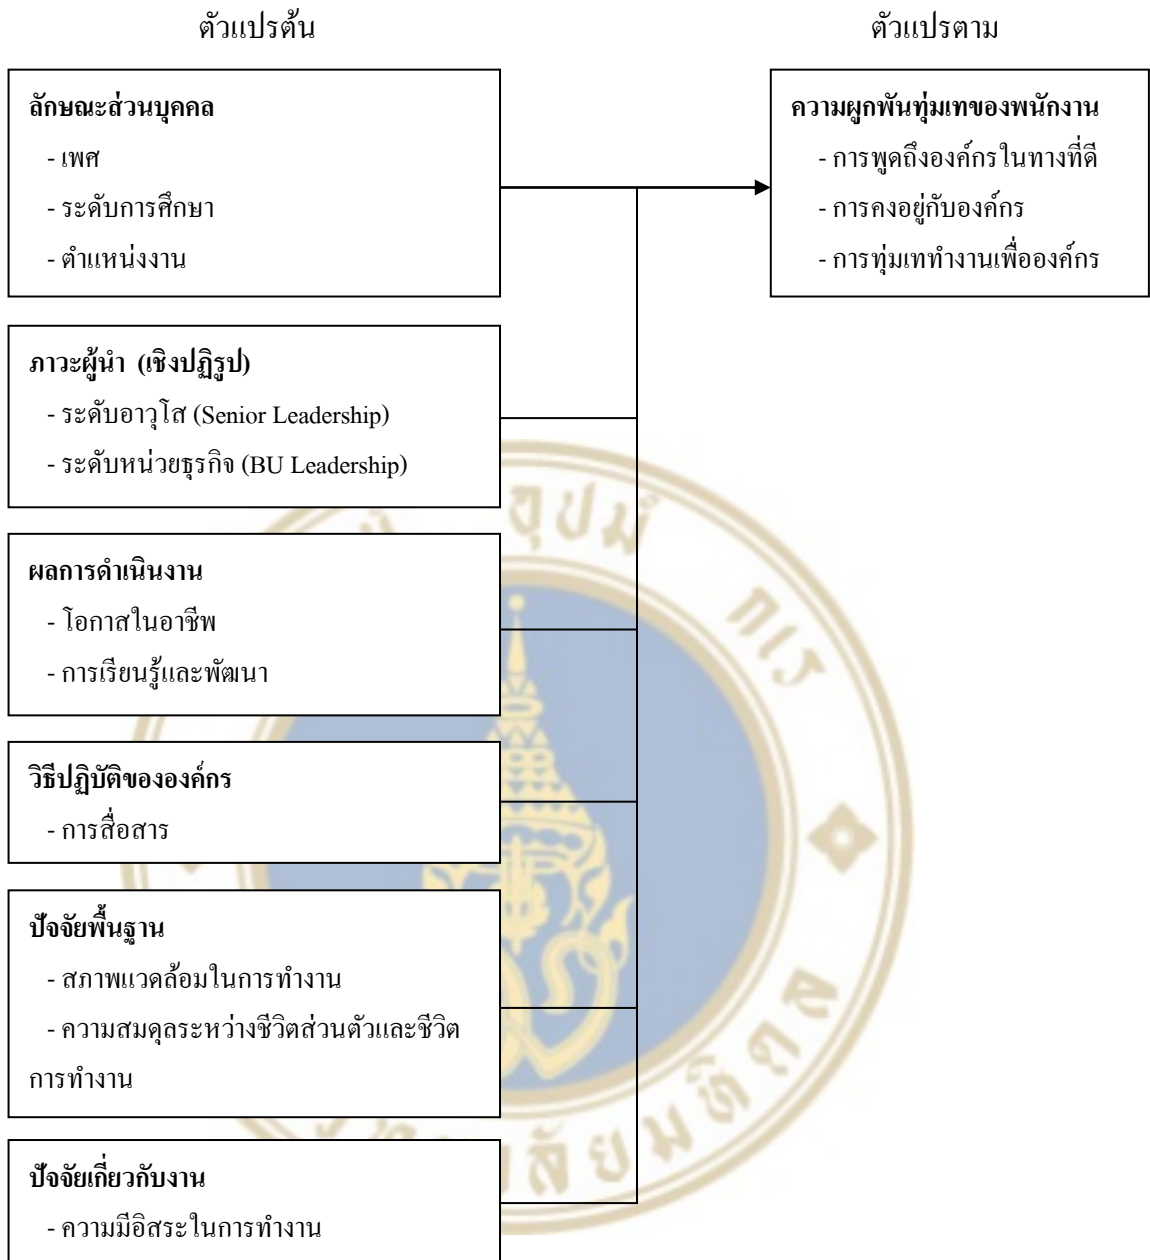 ตัวแปรต้น
ตัวแปรตาม
ลักษณะส่วนบุคคล
- เพศ
- ระดับการศึกษา
- ตำแหน่งงาน
ความผูกพันทุ่มเทของพนักงาน
- การพูดถึงองค์กรในทางที่ดี
- การคงอยู่กับองค์กร
- การทุ่มเททำงานเพื่อองค์กร
ภาวะผู้นำ (เชิงปฏิรูป)
- ระดับอาวุโส (Senior Leadership)
- ระดับหน่วยธุรกิจ (BU Leadership)
ผลการดำเนินงาน
- โอกาสในอาชีพ
- การเรียนรู้และพัฒนา
วิธีปฏิบัติขององค์กร
- การสื่อสาร
ปัจจัยพื้นฐาน
- สภาพแวดล้อมในการทำงาน
- ความสมดุลระหว่างชีวิตส่วนตัวและชีวิต
การทำงาน
ปัจจัยเกี่ยวกับงาน
- ความมีอิสระในการทำงาน
อุปมํ
กเร